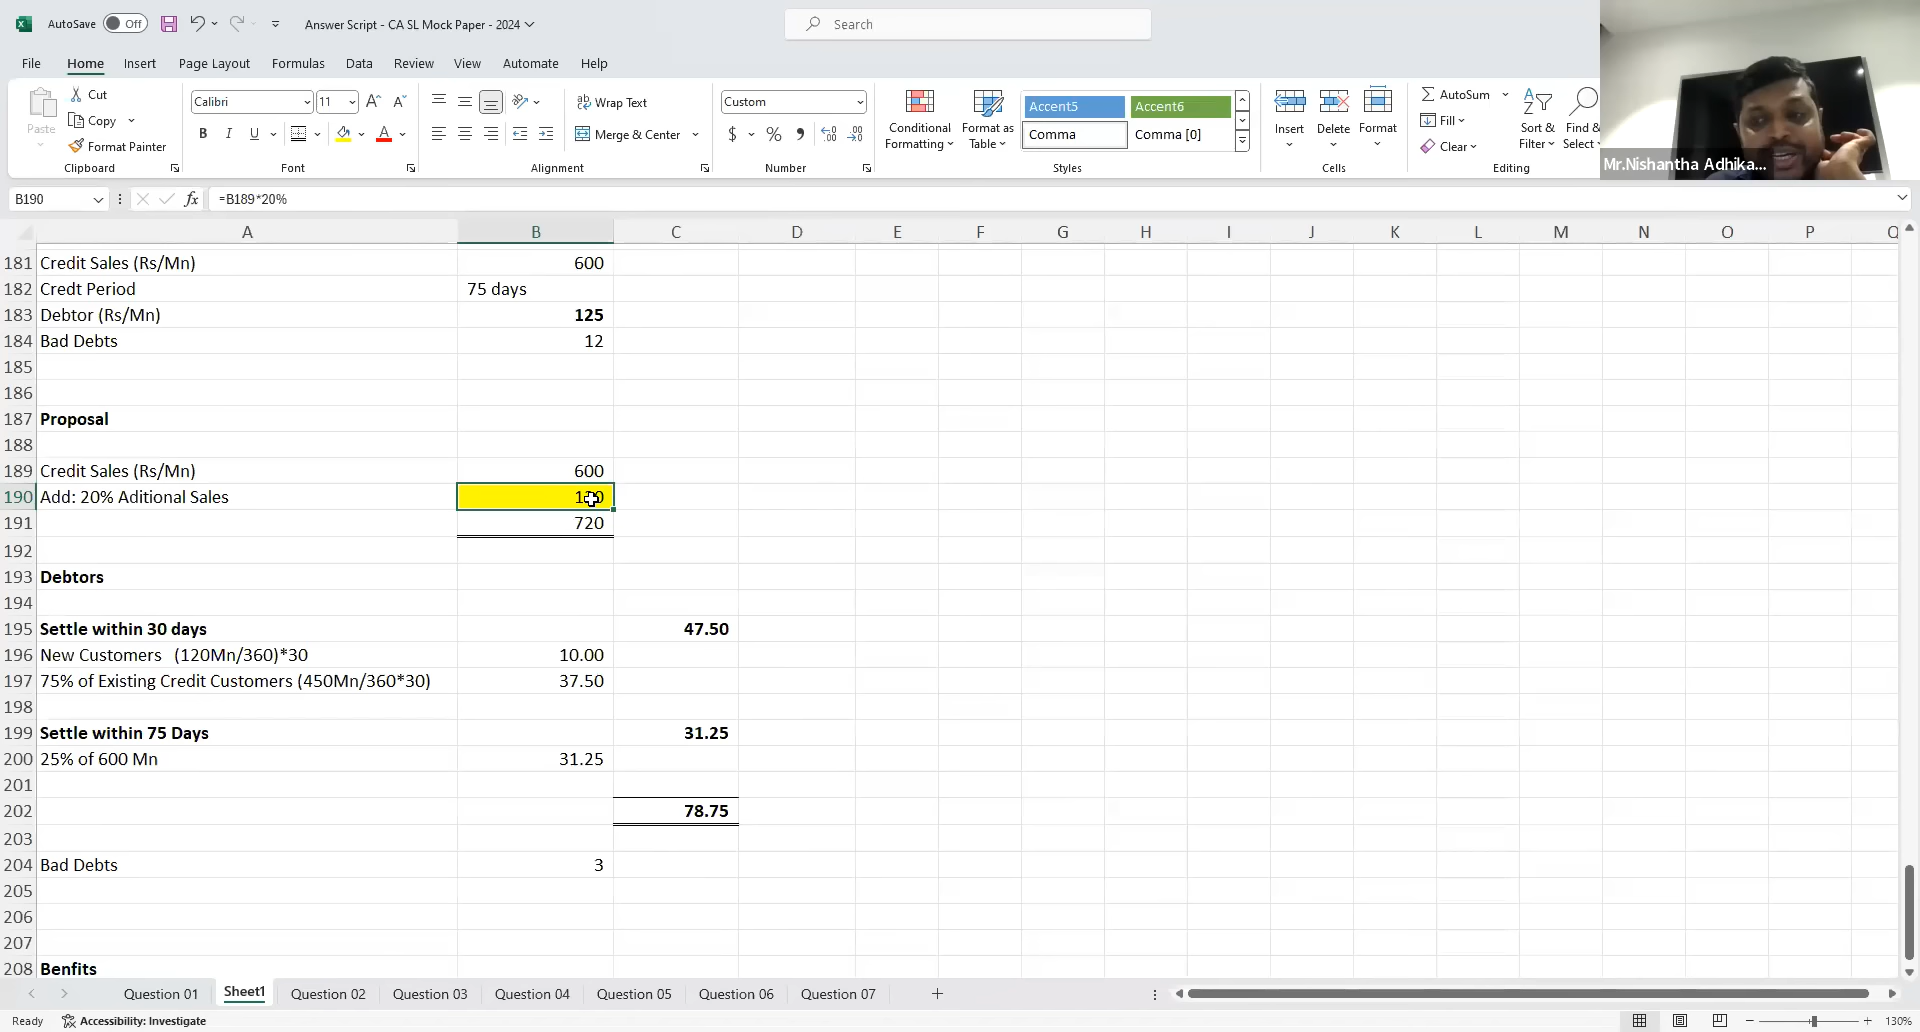 AutoSave Off Answer Script - CA SL Mock Paper - 2024 Search
File Home Insert Page Layout Formulas Data Review View Automate Help
Paste Cut Copy Format Painter Clipboard
Calibri 11 B I U A Font
Wrap Text Merge & Center Alignment
Custom $ % Number
Conditional Formatting Format as Table Accent5 Accent6 Comma Comma [0] Styles
Insert Delete Format Cells
AutoSum Fill Clear Sort & Filter Find & Select Editing
Mr.Nishantha Adhika...
B190 fx =B189*20%
A B C D E F G H I J K L M N O P Q
181 Credit Sales (Rs/Mn) 600
182 Credt Period 75 days
183 Debtor (Rs/Mn) 125
184 Bad Debts 12
185
186
187 Proposal
188
189 Credit Sales (Rs/Mn) 600
190 Add: 20% Aditional Sales
191 720
192
193 Debtors
194
195 Settle within 30 days 47.50
196 New Customers (120Mn/360)*30 10.00
197 75% of Existing Credit Customers (450Mn/360*30) 37.50
198
199 Settle within 75 Days 31.25
200 25% of 600 Mn 31.25
201
202 78.75
203
204 Bad Debts 3
205
206
207
208 Benfits
Question 01 Sheet1 Question 02 Question 03 Question 04 Question 05 Question 06 Question 07
Ready Accessibility: Investigate 130%